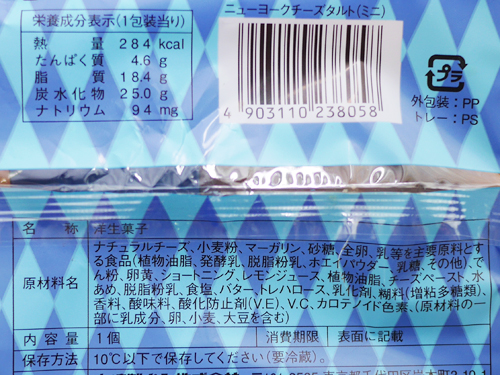 ニューヨークチーズタルト(ミニ)
栄養成分表示(1包装当り)
熱量 284 kcal
たんぱく質 4.6 g
脂質 18.4 g
炭水化物 25.0 g
ナトリウム 94 mg
4 903110 238058
プラ
外包装:PP
トレー:PS
名称 洋生菓子
原材料名 ナチュラルチーズ、小麦粉、マーガリン、砂糖、全卵、乳等を主要原料と
する食品(植物油脂、発酵乳、脱脂粉乳、ホエイパウダー、乳糖、その他)、で
ん粉、卵黄、ショートニング、レモンジュース、植物油脂、チーズペースト、水
あめ、脱脂粉乳、食塩、バター、トレハロース、乳化剤、糊料(増粘多糖類)、
香料、酸味料、酸化防止剤(V.E)、V.C、カロテノイド色素、(原材料の一
部に乳成分、卵、小麦、大豆を含む)
内容量 1個 消費期限 表面に記載
保存方法 10℃以下で保存してください(要冷蔵)。